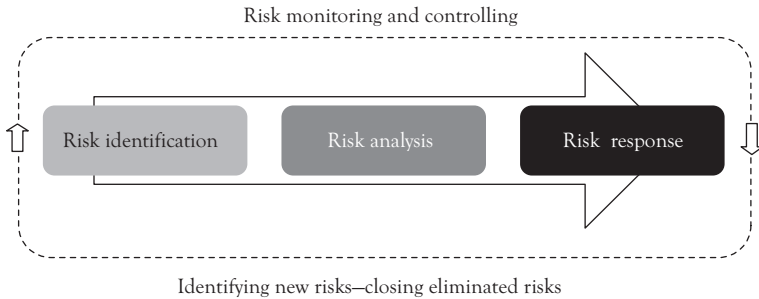 Risk monitoring and controlling
Risk identification
Risk analysis
Risk response
Identifying new risks—closing eliminated risks